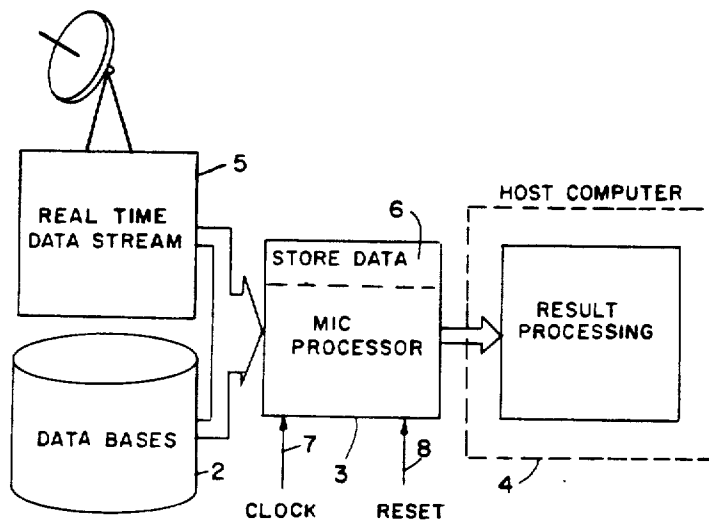 5
REAL TIME
DATA STREAM
HOST COMPUTER
6
STORE DATA
MIC
PROCESSOR
RESULT
PROCESSING
DATA BASES
2
7
3
8
4
CLOCK
RESET